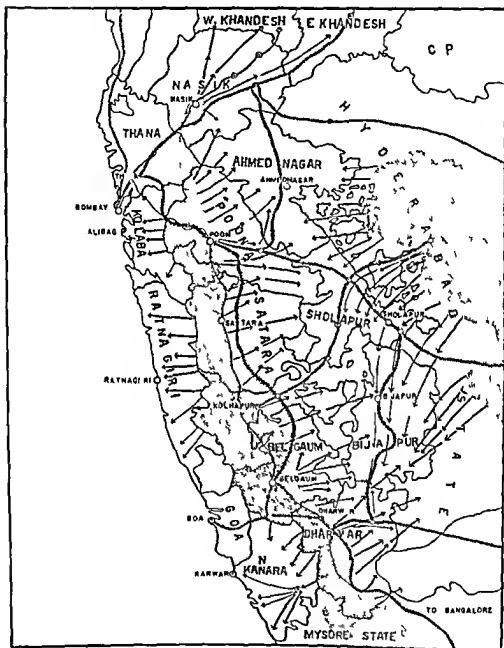 W. KHANDESH
E KHANDESH
C P
NASIK
NASIK
THANA
HYDERABAD STATE
AHMED NAGAR
AHMEDNAGAR
BOMBAY
ALIBAG
KOLABA
POONA
POONA
SHOLAPUR
SHOLAPUR
SATARA
SATARA
RATNAGIRI
RATNAGIRI
KOLHAPUR
BIJAPUR
BIJAPUR
BELGAUM
BELGAUM
GOA
GOA
DHARWAR
DHARWAR
N
KANARA
KARWAR
TO BANGALORE
MYSORE STATE